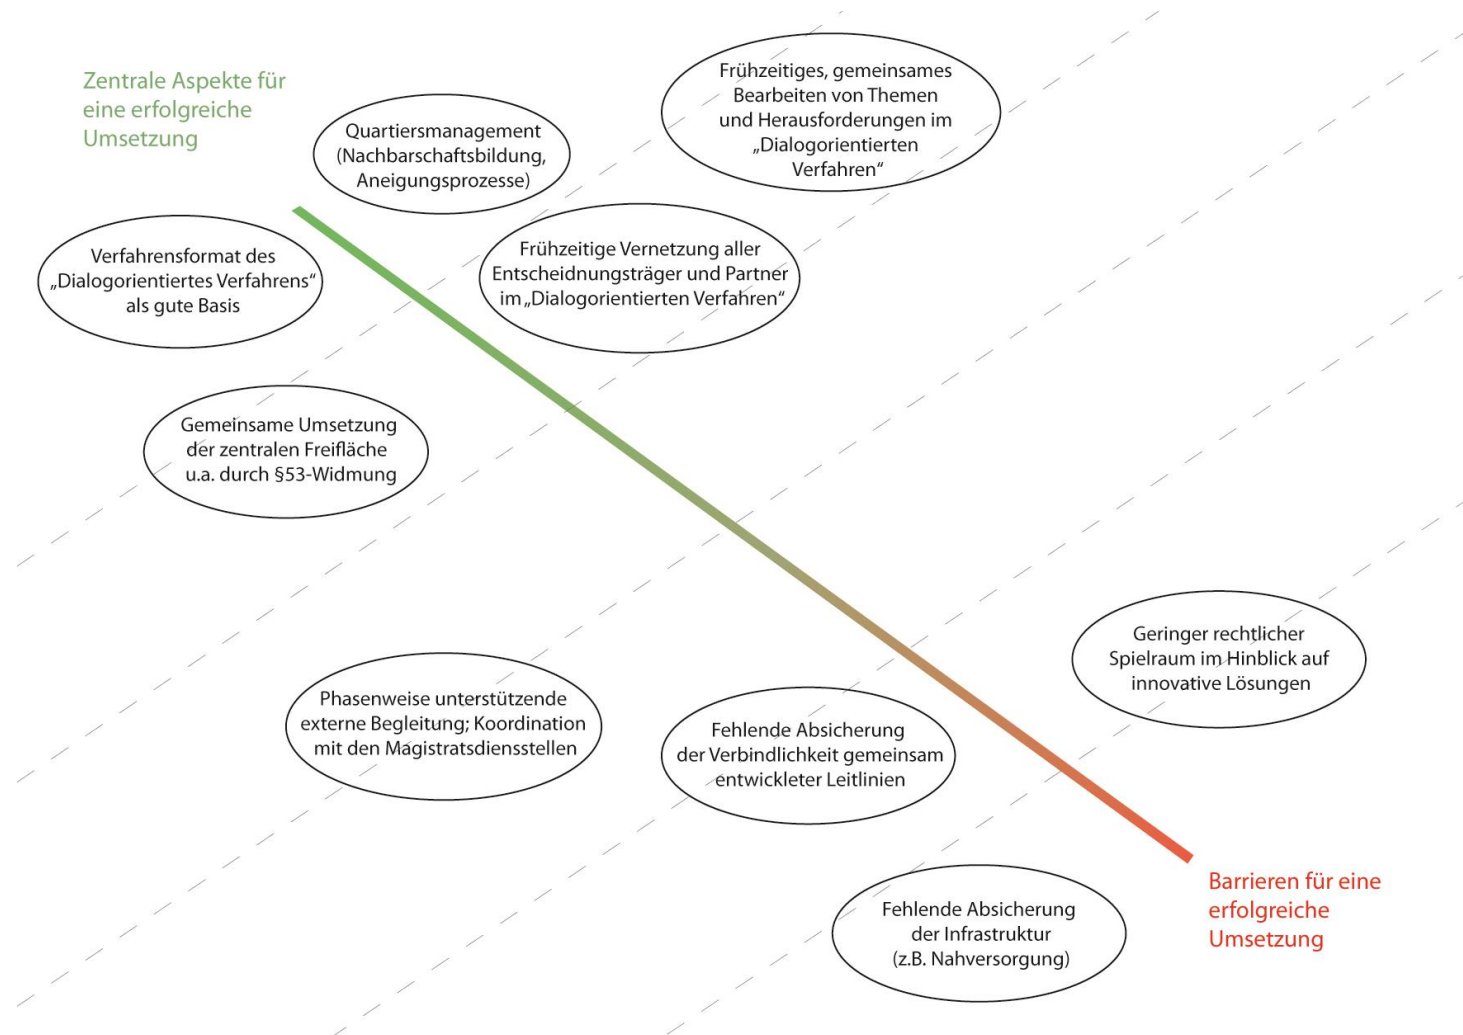 Zentrale Aspekte für
eine erfolgreiche
Umsetzung
Quartiersmanagement
(Nachbarschaftsbildung,
Aneigungsprozesse)
Frühzeitiges, gemeinsames
Bearbeiten von Themen
und Herausforderungen im
„Dialogorientierten
Verfahren“
Verfahrensformat des
„Dialogorientiertes Verfahrens“
als gute Basis
Frühzeitige Vernetzung aller
Entscheidnungsträger und Partner
im „Dialogorientierten Verfahren“
Gemeinsame Umsetzung
der zentralen Freifläche
u.a. durch §53-Widmung
Phasenweise unterstützende
externe Begleitung; Koordination
mit den Magistratsdiensstellen
Fehlende Absicherung
der Verbindlichkeit gemeinsam
entwickleter Leitlinien
Geringer rechtlicher
Spielraum im Hinblick auf
innovative Lösungen
Fehlende Absicherung
der Infrastruktur
(z.B. Nahversorgung)
Barrieren für eine
erfolgreiche
Umsetzung